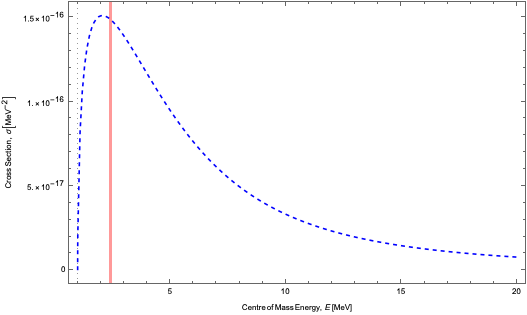 1.5×10⁻¹⁶
1.×10⁻¹⁶
5.×10⁻¹⁷
0
Cross Section, σ [MeV⁻²]
5 10 15 20
Centre of Mass Energy, E [MeV]